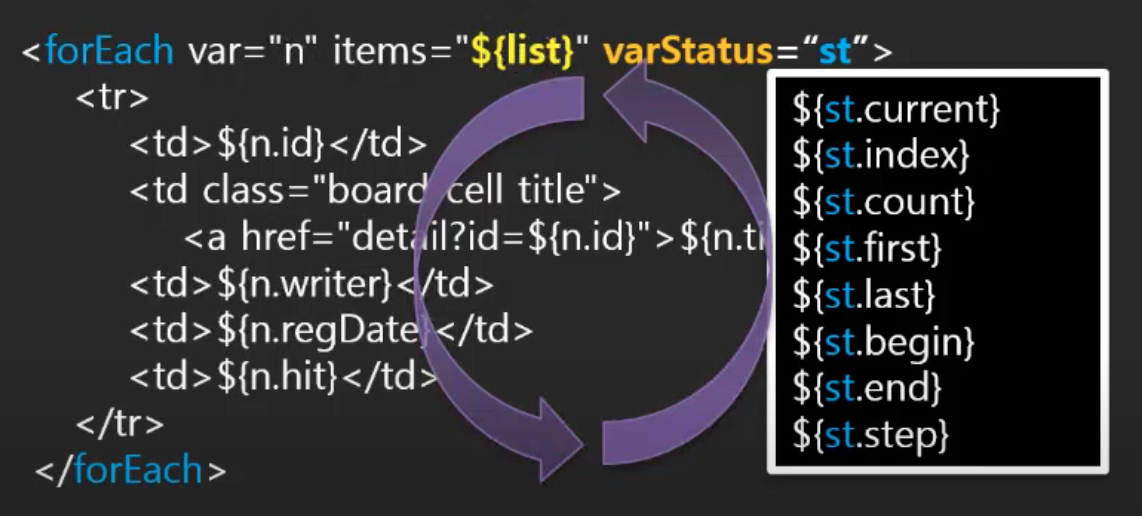 <forEach var="n" items="${list}" varStatus=“st”>
<tr>
<td>${n.id}</td>
<td class="board-cell title">
<a href="detail?id=${n.id}">${n.ti
<td>${n.writer}</td>
<td>${n.regDate}</td>
<td>${n.hit}</td>
</tr>
</forEach>
${st.current}
${st.index}
${st.count}
${st.first}
${st.last}
${st.begin}
${st.end}
${st.step}